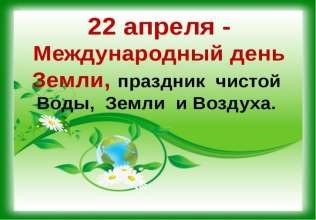 22 апреля -
Международный день
Земли, праздник чистой
Воды, Земли и Воздуха.